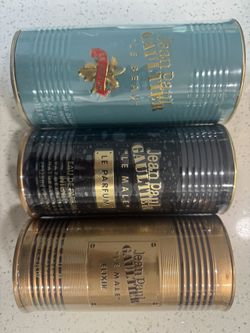 Jean Paul
GAULTIER
"LE BEAU"
Jean Paul
GAULTIER
"LE MALE"
LE PARFUM
Jean Paul
GAULTIER
"LE MALE"
ELIXIR